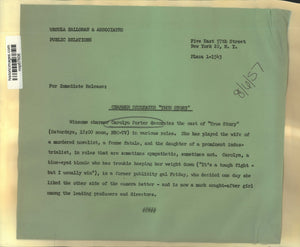 URSULA HALLORAN & ASSOCIATES
PUBLIC RELATIONS
Five East 57th Street
New York 22, N. Y.
Plaza 1-1543
8/6/57
For Immediate Release:
CHARMER DECORATES "TRUE STORY"
Winsome charmer Carolyn Porter decorates the cast of "True Story"
(Saturdays, 12:00 noon, NBC-TV) in various roles. She has played the wife of
a murdered novelist, a femme fatale, and the daughter of a prominent indus-
trialist, in roles that are sometimes sympathetic, sometimes not. Carolyn, a
blue-eyed blonde who has trouble keeping her weight down ("It's a tough fight -
but I usually win"), is a former publicity gal Friday, who decided one day she
liked the other side of the camera better - and is now a much sought-after girl
among the leading producers and directors.